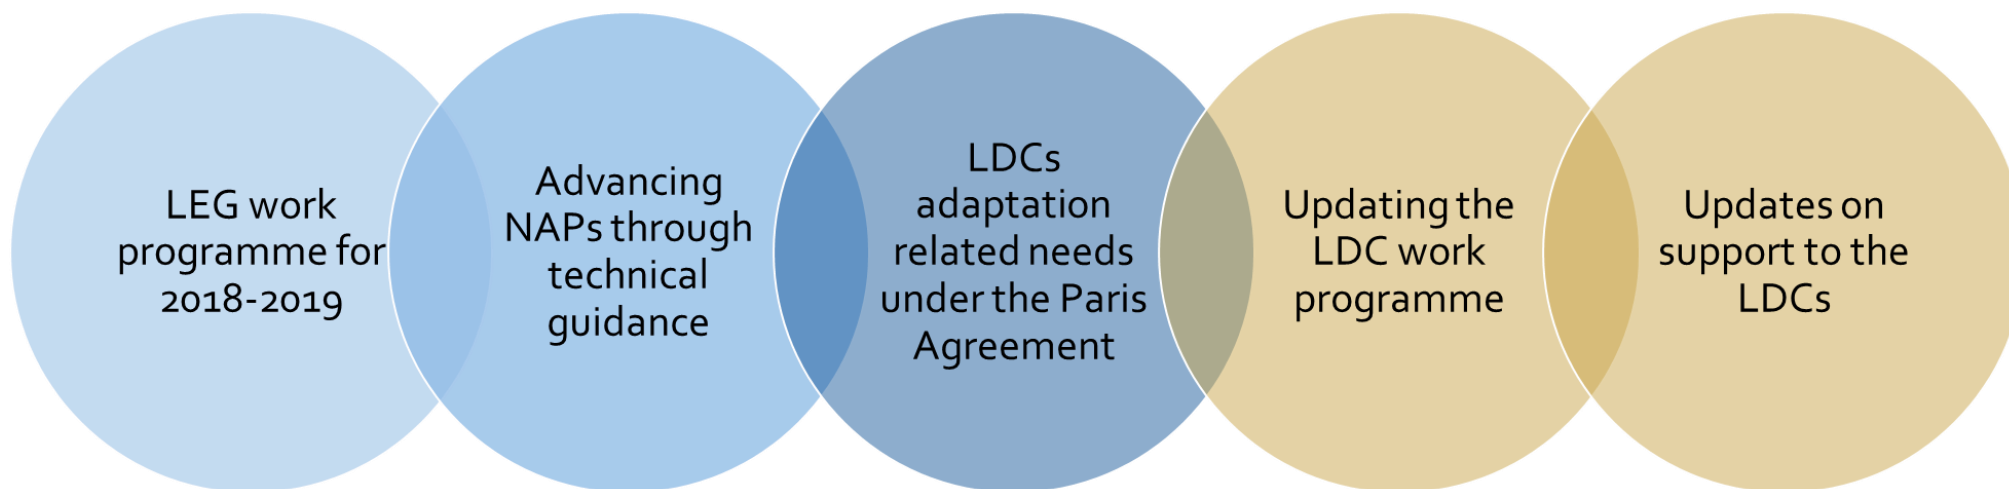 LEG work
programme for
2018-2019
Advancing
NAPs through
technical
guidance
LDCs
adaptation
related needs
under the Paris
Agreement
Updating the
LDC work
programme
Updates on
support to the
LDCs